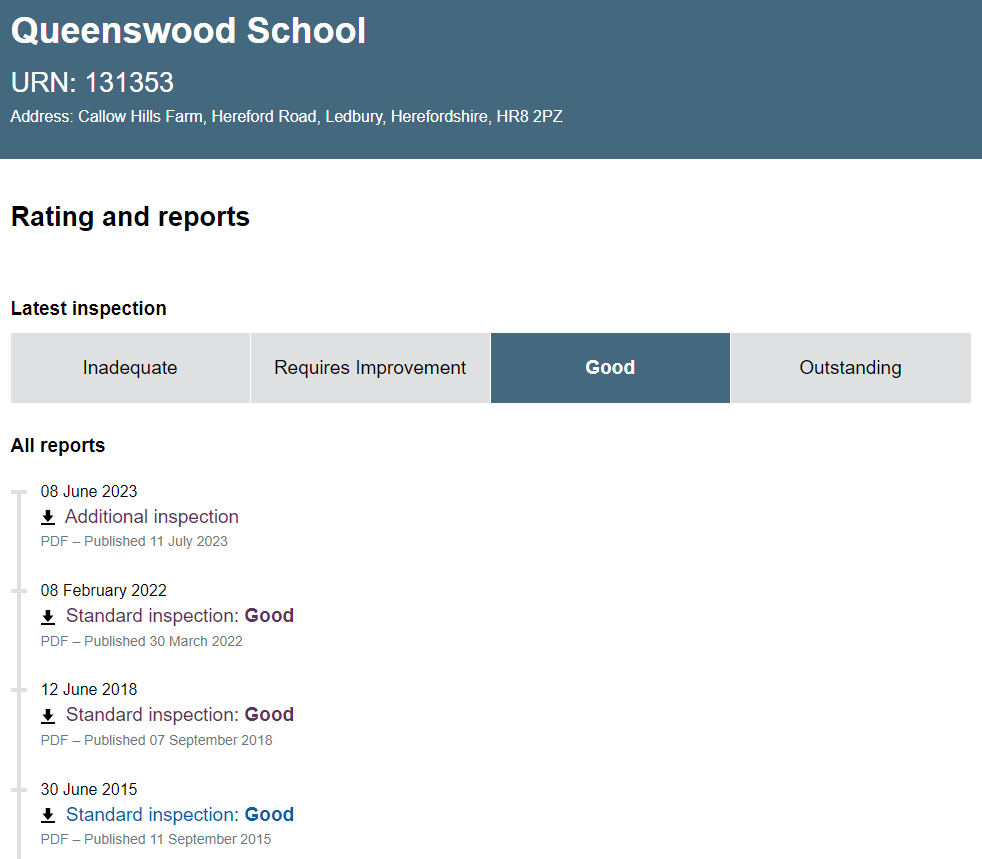 Queenswood School
URN: 131353
Address: Callow Hills Farm, Hereford Road, Ledbury, Herefordshire, HR8 2PZ
Rating and reports
Latest inspection
Inadequate
Requires Improvement
Good
Outstanding
All reports
08 June 2023
Additional inspection
PDF – Published 11 July 2023
08 February 2022
Standard inspection: Good
PDF – Published 30 March 2022
12 June 2018
Standard inspection: Good
PDF – Published 07 September 2018
30 June 2015
Standard inspection: Good
PDF – Published 11 September 2015